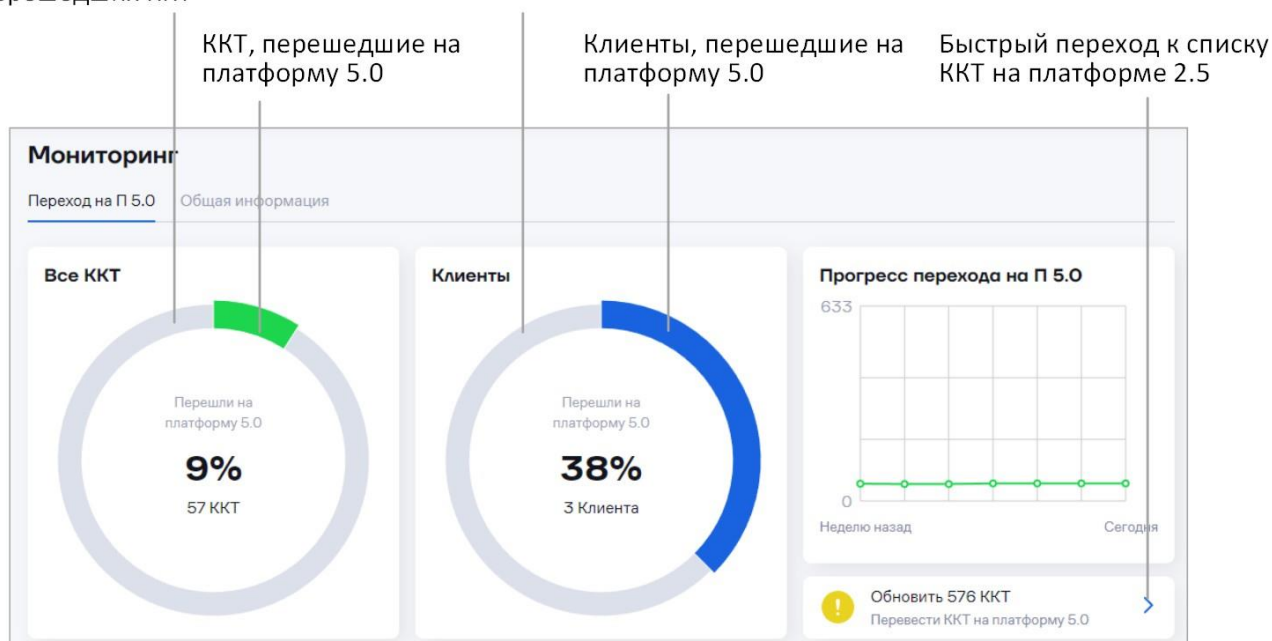 ККТ, перешедшие на
платформу 5.0
Клиенты, перешедшие на
платформу 5.0
Быстрый переход к списку
ККТ на платформе 2.5
Мониторинг
Переход на П 5.0
Общая информация
Все ККТ
Перешли на
платформу 5.0
9%
57 ККТ
Клиенты
Перешли на
платформу 5.0
38%
3 Клиента
Прогресс перехода на П 5.0
633
0
Неделю назад
Сегодня
Обновить 576 ККТ
Перевести ККТ на платформу 5.0